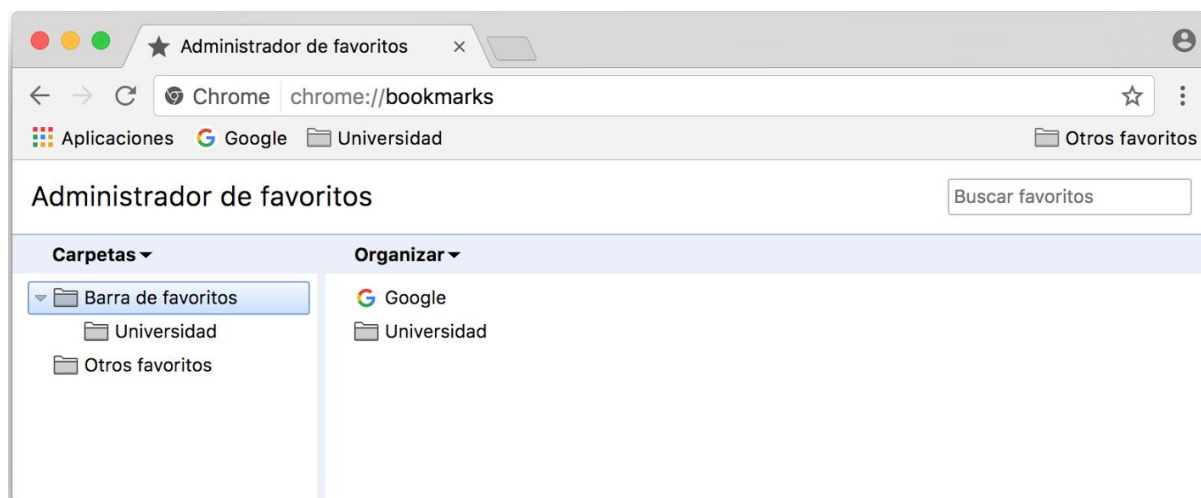 Administrador de favoritos
Chrome chrome://bookmarks
Aplicaciones Google Universidad Otros favoritos
Administrador de favoritos Buscar favoritos
Carpetas Organizar
Barra de favoritos Google
Universidad Universidad
Otros favoritos